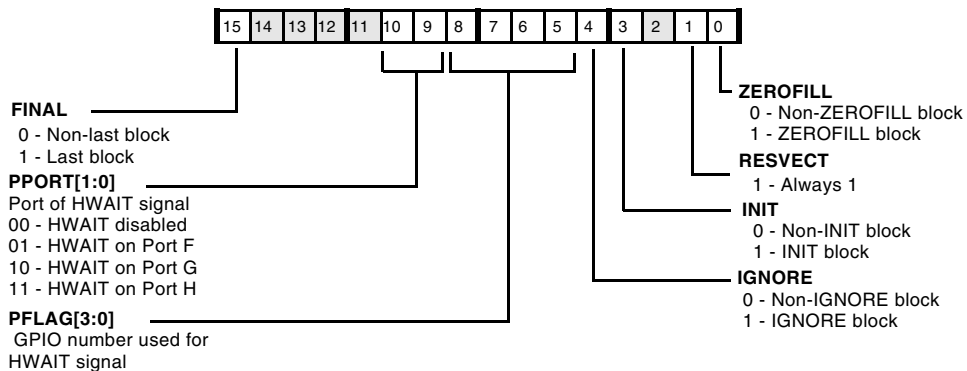 15 14 13 12 11 10 9 8 7 6 5 4 3 2 1 0
FINAL
0 - Non-last block
1 - Last block
PPORT[1:0]
Port of HWAIT signal
00 - HWAIT disabled
01 - HWAIT on Port F
10 - HWAIT on Port G
11 - HWAIT on Port H
PFLAG[3:0]
GPIO number used for
HWAIT signal
ZEROFILL
0 - Non-ZEROFILL block
1 - ZEROFILL block
RESVECT
1 - Always 1
INIT
0 - Non-INIT block
1 - INIT block
IGNORE
0 - Non-IGNORE block
1 - IGNORE block